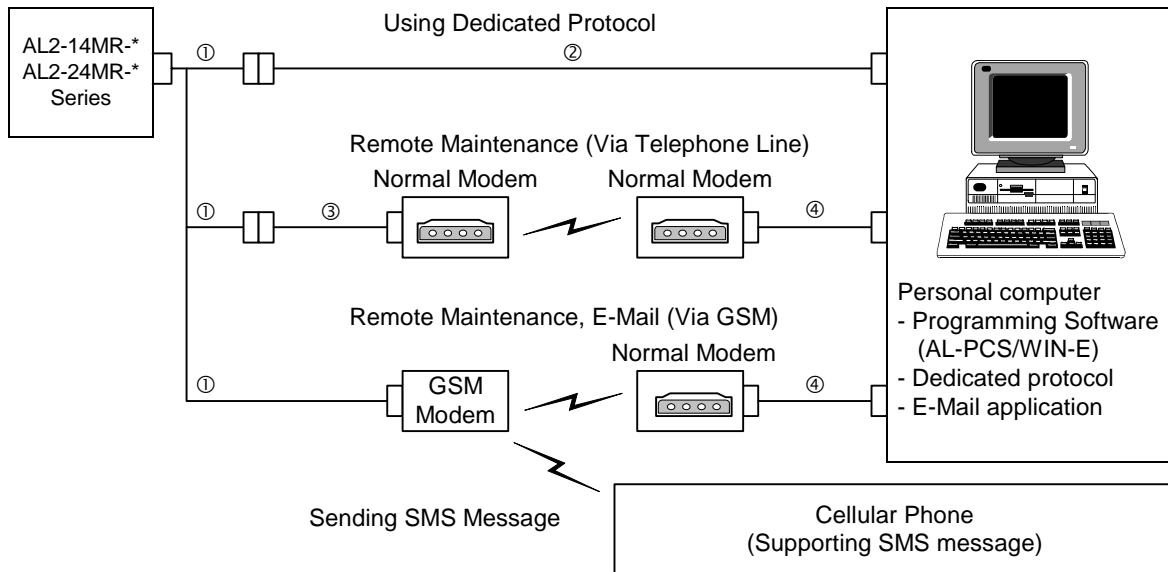 Using Dedicated Protocol
AL2-14MR-*
AL2-24MR-*
Series
①
②
Remote Maintenance (Via Telephone Line)
Normal Modem
Normal Modem
①
③
④
Remote Maintenance, E-Mail (Via GSM)
Normal Modem
①
GSM
Modem
④
Personal computer
- Programming Software
(AL-PCS/WIN-E)
- Dedicated protocol
- E-Mail application
Sending SMS Message
Cellular Phone
(Supporting SMS message)